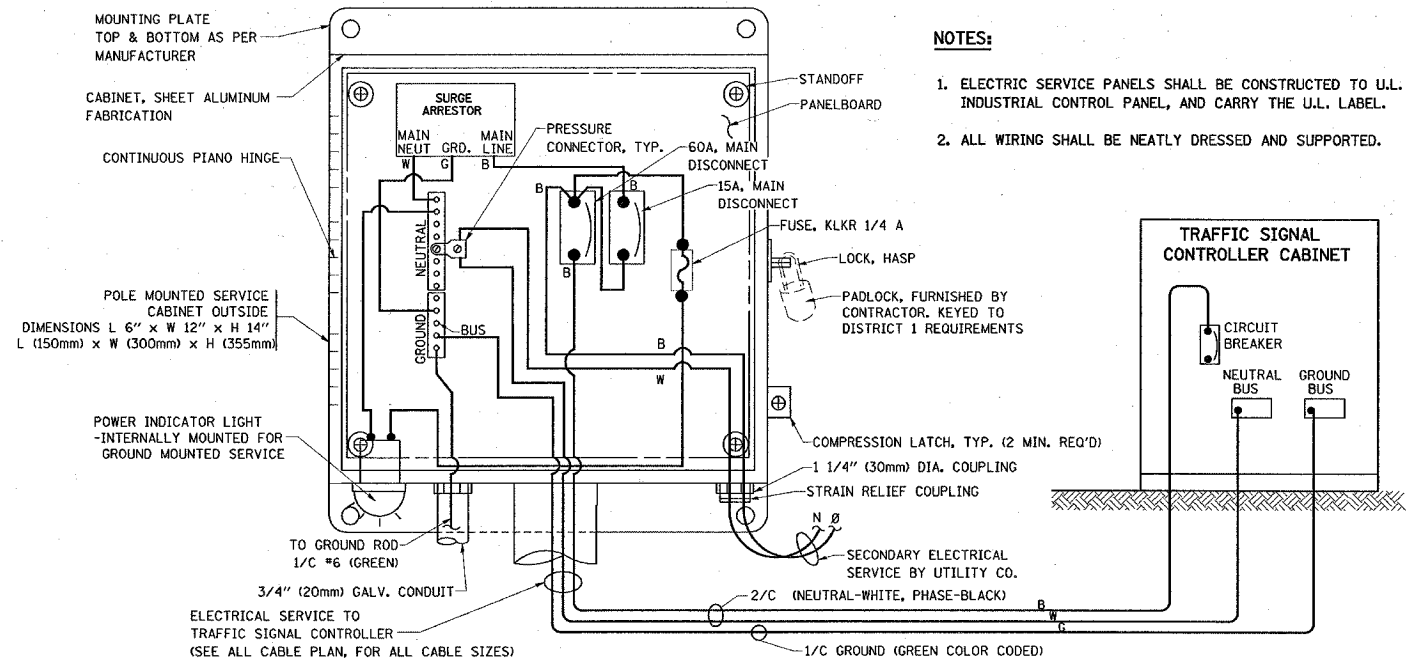 MOUNTING PLATE
TOP & BOTTOM AS PER
MANUFACTURER
CABINET, SHEET ALUMINUM
FABRICATION
CONTINUOUS PIANO HINGE
POLE MOUNTED SERVICE
CABINET OUTSIDE
DIMENSIONS L 6" x W 12" x H 14"
L (150mm) x W (300mm) x H (355mm)
POWER INDICATOR LIGHT
-INTERNALLY MOUNTED FOR
GROUND MOUNTED SERVICE
SURGE
ARRESTOR
MAIN
NEUT
GRD.
MAIN
LINE
W
G
B
PRESSURE
CONNECTOR, TYP.
NEUTRAL
GROUND
BUS
B
B
B
B
W
STANDOFF
PANELBOARD
60A, MAIN
DISCONNECT
15A, MAIN
DISCONNECT
FUSE, KLKR 1/4 A
LOCK, HASP
PADLOCK, FURNISHED BY
CONTRACTOR. KEYED TO
DISTRICT 1 REQUIREMENTS
COMPRESSION LATCH, TYP. (2 MIN. REQ'D)
1 1/4" (30mm) DIA. COUPLING
STRAIN RELIEF COUPLING
N Ø
SECONDARY ELECTRICAL
SERVICE BY UTILITY CO.
TO GROUND ROD
1/C #6 (GREEN)
3/4" (20mm) GALV. CONDUIT
ELECTRICAL SERVICE TO
TRAFFIC SIGNAL CONTROLLER
(SEE ALL CABLE PLAN, FOR ALL CABLE SIZES)
2/C (NEUTRAL-WHITE, PHASE-BLACK)
B
W
G
1/C GROUND (GREEN COLOR CODED)
NOTES:
1. ELECTRIC SERVICE PANELS SHALL BE CONSTRUCTED TO U.L.
INDUSTRIAL CONTROL PANEL, AND CARRY THE U.L. LABEL.
2. ALL WIRING SHALL BE NEATLY DRESSED AND SUPPORTED.
TRAFFIC SIGNAL
CONTROLLER CABINET
CIRCUIT
BREAKER
NEUTRAL
BUS
GROUND
BUS